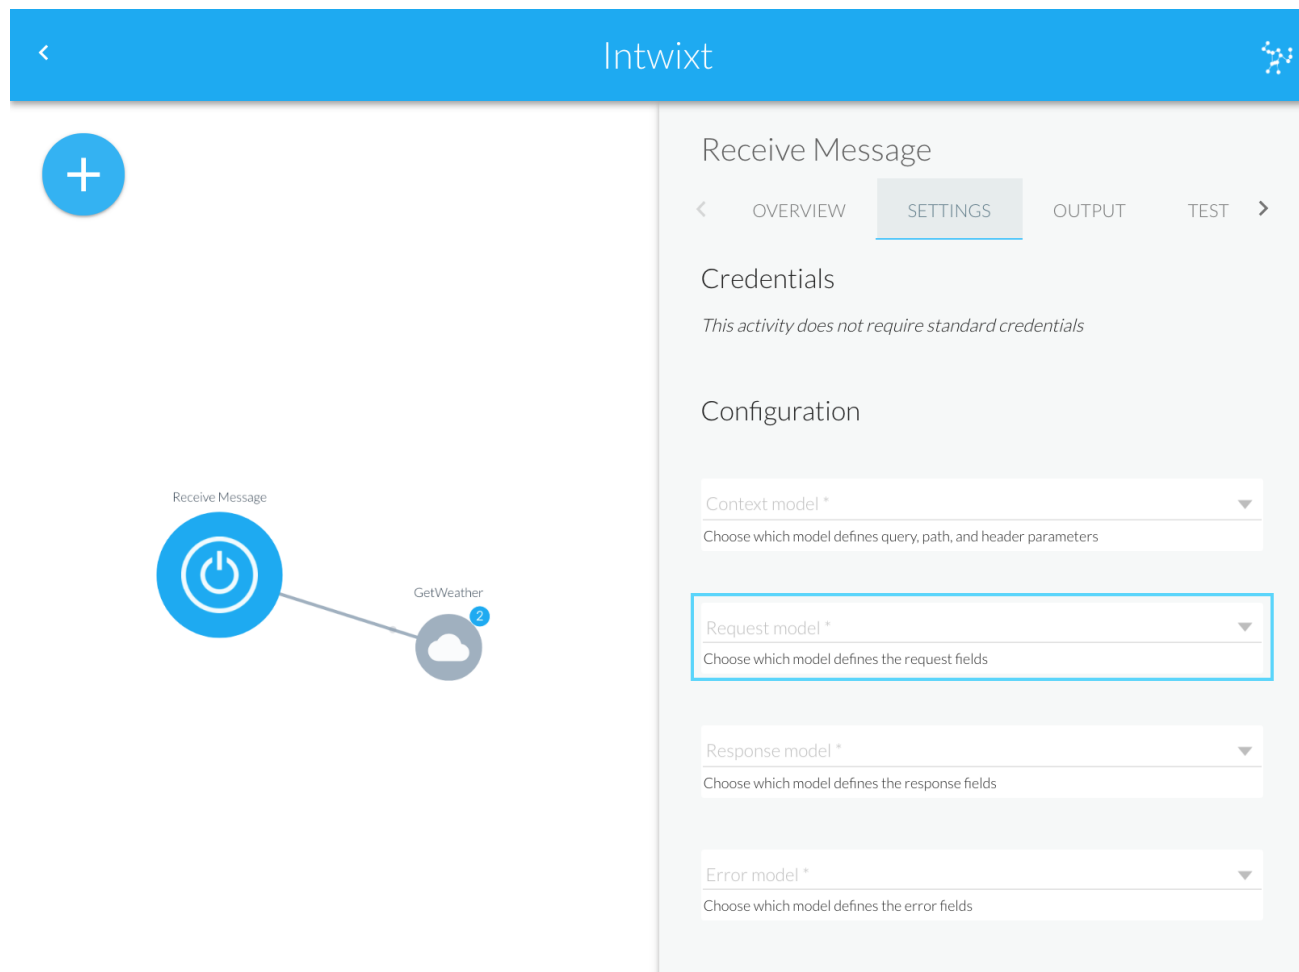 Intwixt
Receive Message
OVERVIEW SETTINGS OUTPUT TEST
Credentials
This activity does not require standard credentials
Configuration
Context model *
Choose which model defines query, path, and header parameters
Request model *
Choose which model defines the request fields
Response model *
Choose which model defines the response fields
Error model *
Choose which model defines the error fields
Receive Message
GetWeather
2